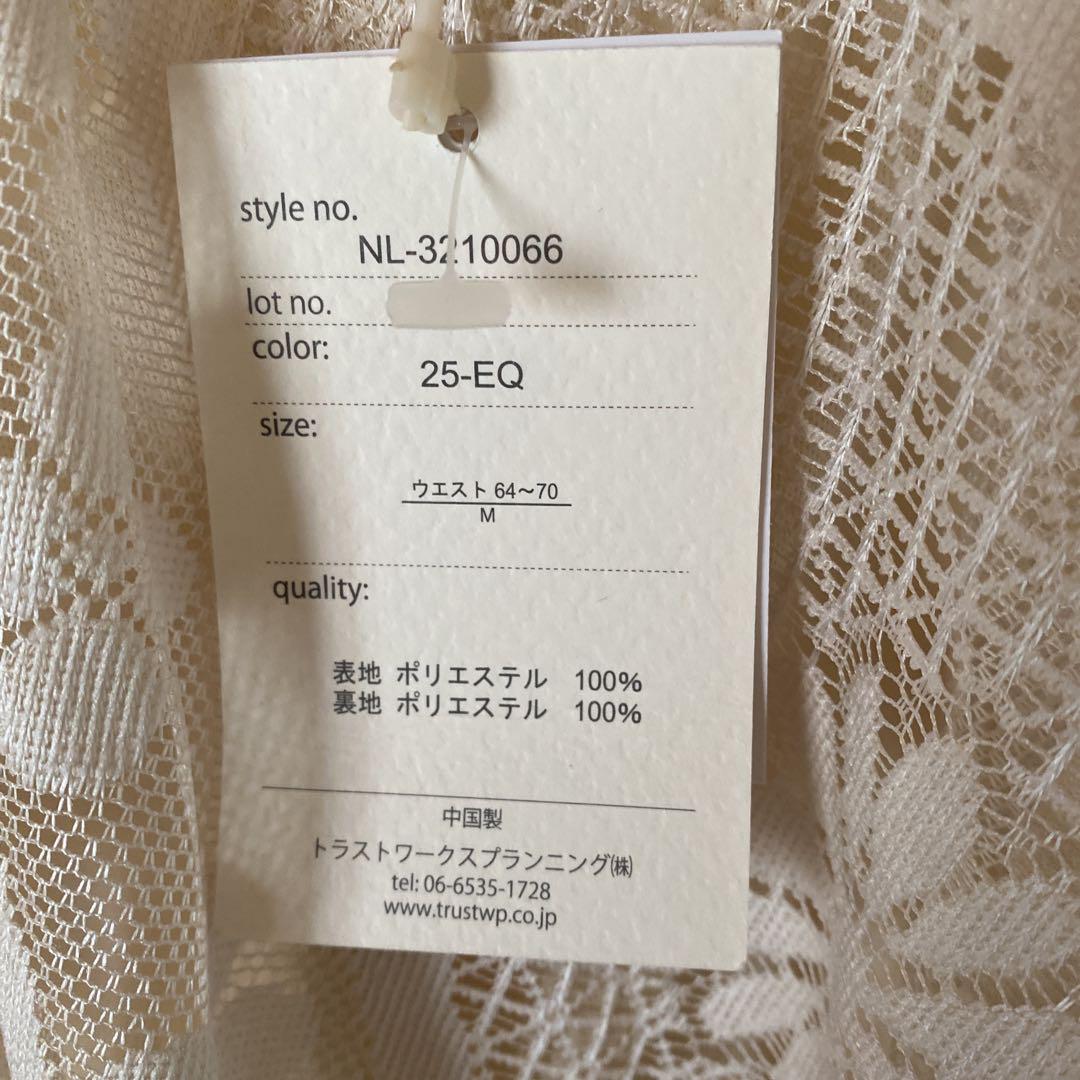 style no.
NL-3210066
lot no.
color:
25-EQ
size:
ウエスト 64～70
M
quality:
表地 ポリエステル 100%
裏地 ポリエステル 100%
中国製
トラストワークスプランニング㈱
tel: 06-6535-1728
www.trustwp.co.jp